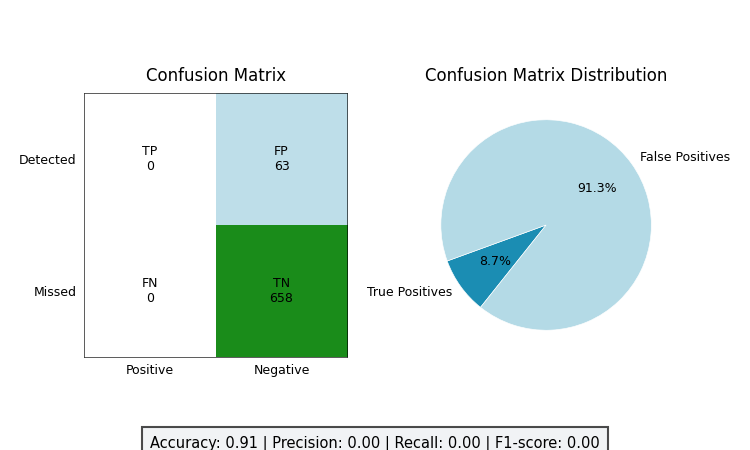 Confusion Matrix
Confusion Matrix Distribution
Detected
TP
0
FP
63
False Positives
91.3%
8.7%
True Positives
Missed
FN
0
TN
658
Positive
Negative
Accuracy: 0.91 | Precision: 0.00 | Recall: 0.00 | F1-score: 0.00